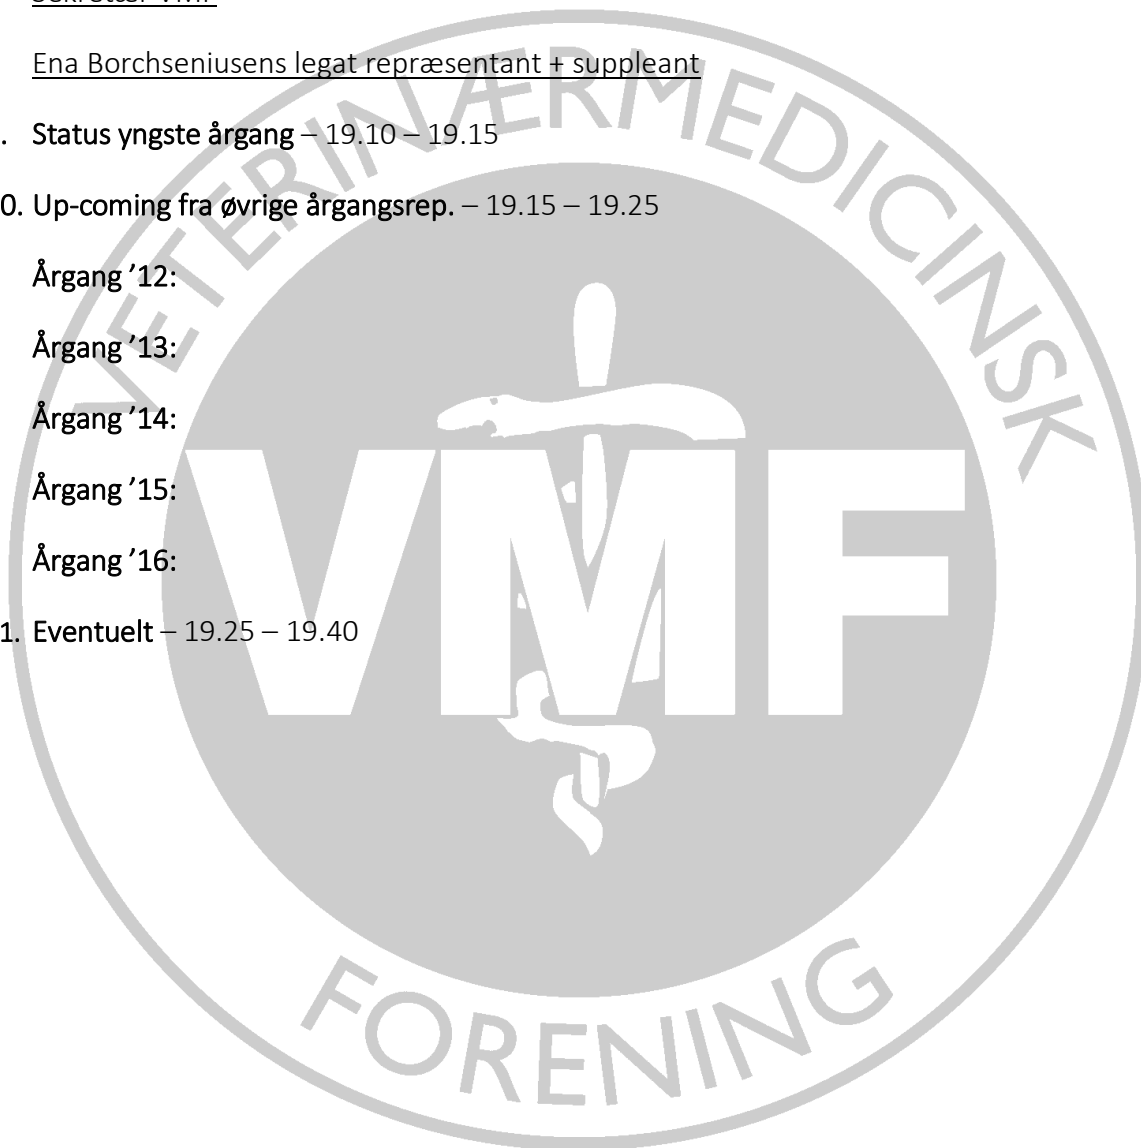 Sekretær VMF
Ena Borchseniusens legat repræsentant + suppleant
. Status yngste årgang – 19.10 – 19.15
0. Up-coming fra øvrige årgangsrep. – 19.15 – 19.25
Årgang ’12:
Årgang ’13:
Årgang ’14:
Årgang ’15:
Årgang ’16:
1. Eventuelt – 19.25 – 19.40
VETERINÆRMEDICINSK
VMF
FORENING